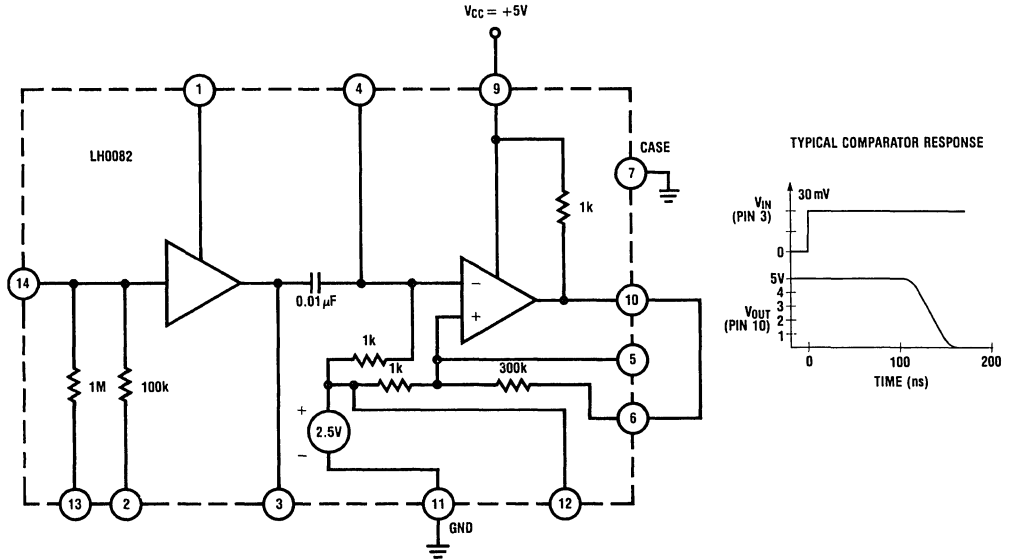 VCC = +5V
1
4
9
LH0082
CASE
7
1k
14
0.01 μF
−
+
10
5
1k
1k
300k
6
1M
100k
+
2.5V
−
13
2
3
11
12
GND
TYPICAL COMPARATOR RESPONSE
VIN
(PIN 3)
30 mV
0
5V
4
3
2
1
VOUT
(PIN 10)
0
100
200
TIME (ns)